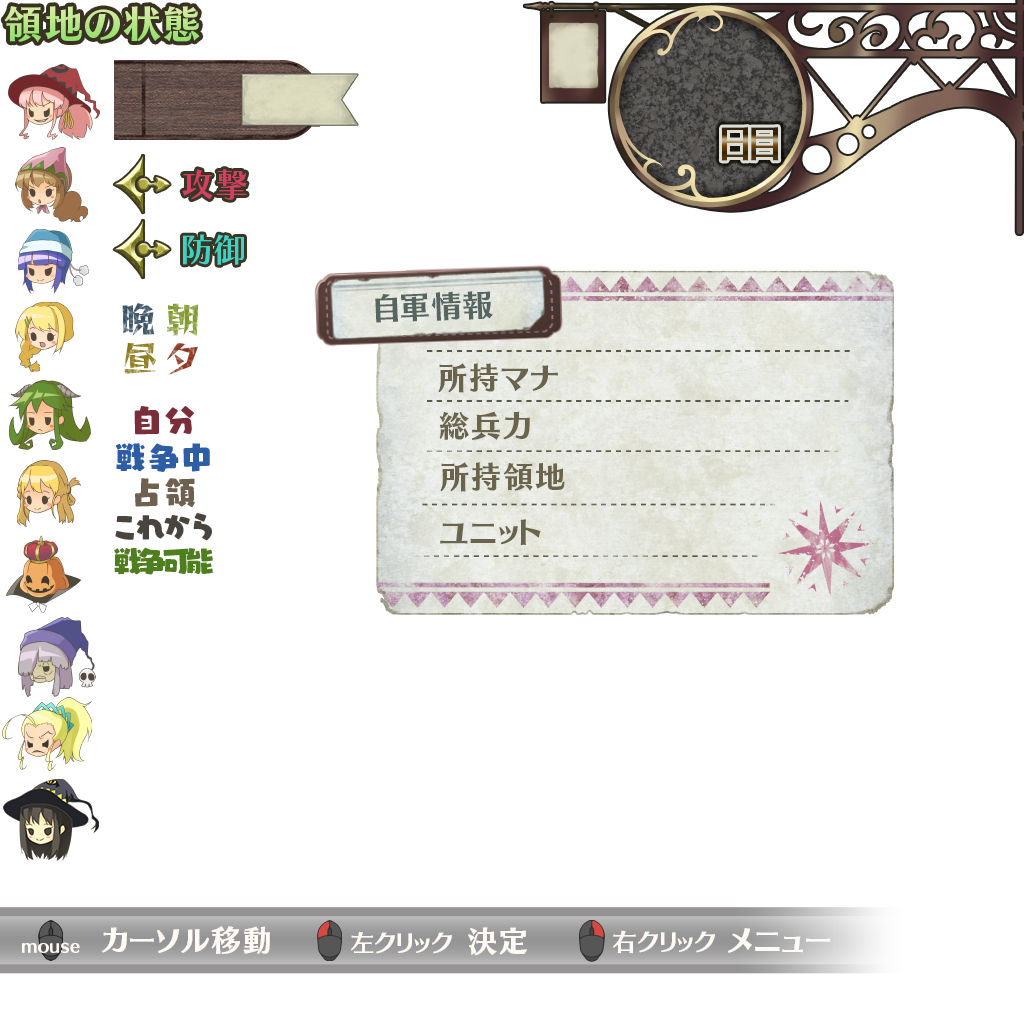 領地の状態
日目
攻撃
防御
晩 朝
昼 夕
自分
戦争中
占領
これから
戦争可能
自軍情報
所持マナ
総兵力
所持領地
ユニット
mouse カーソル移動 左クリック 決定 右クリック メニュー